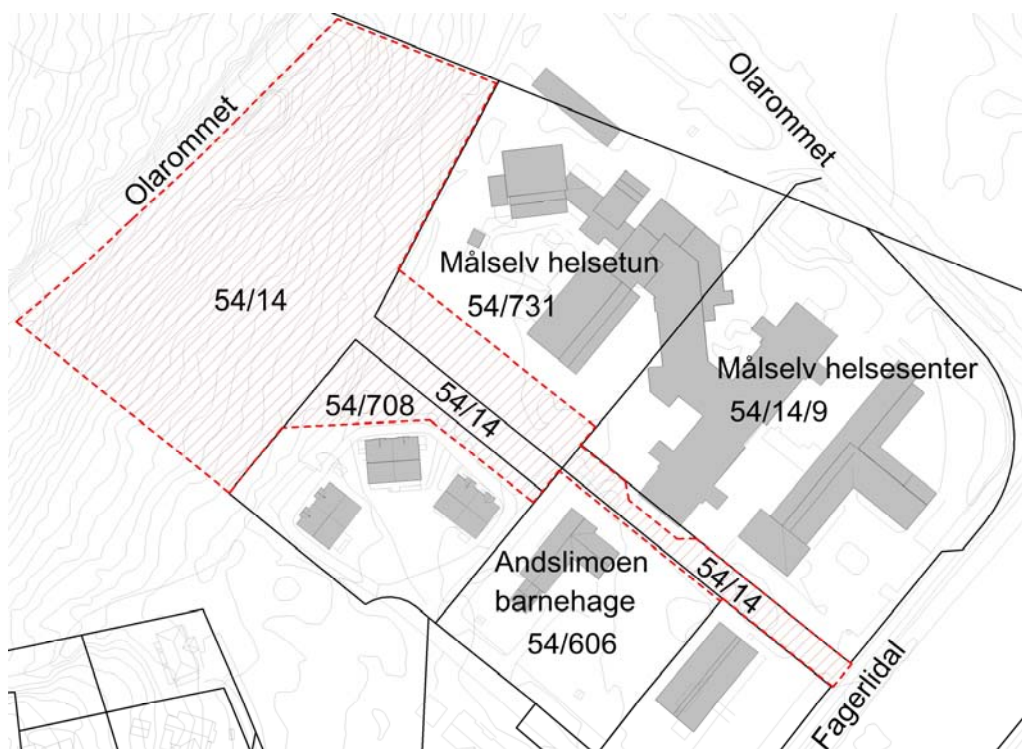 Olarommet
Olarommet
54/14
Målselv helsetun
54/731
Målselv helsesenter
54/14/9
54/708
54/14
Andslimoen
barnehage
54/606
54/14
Fagerlidal